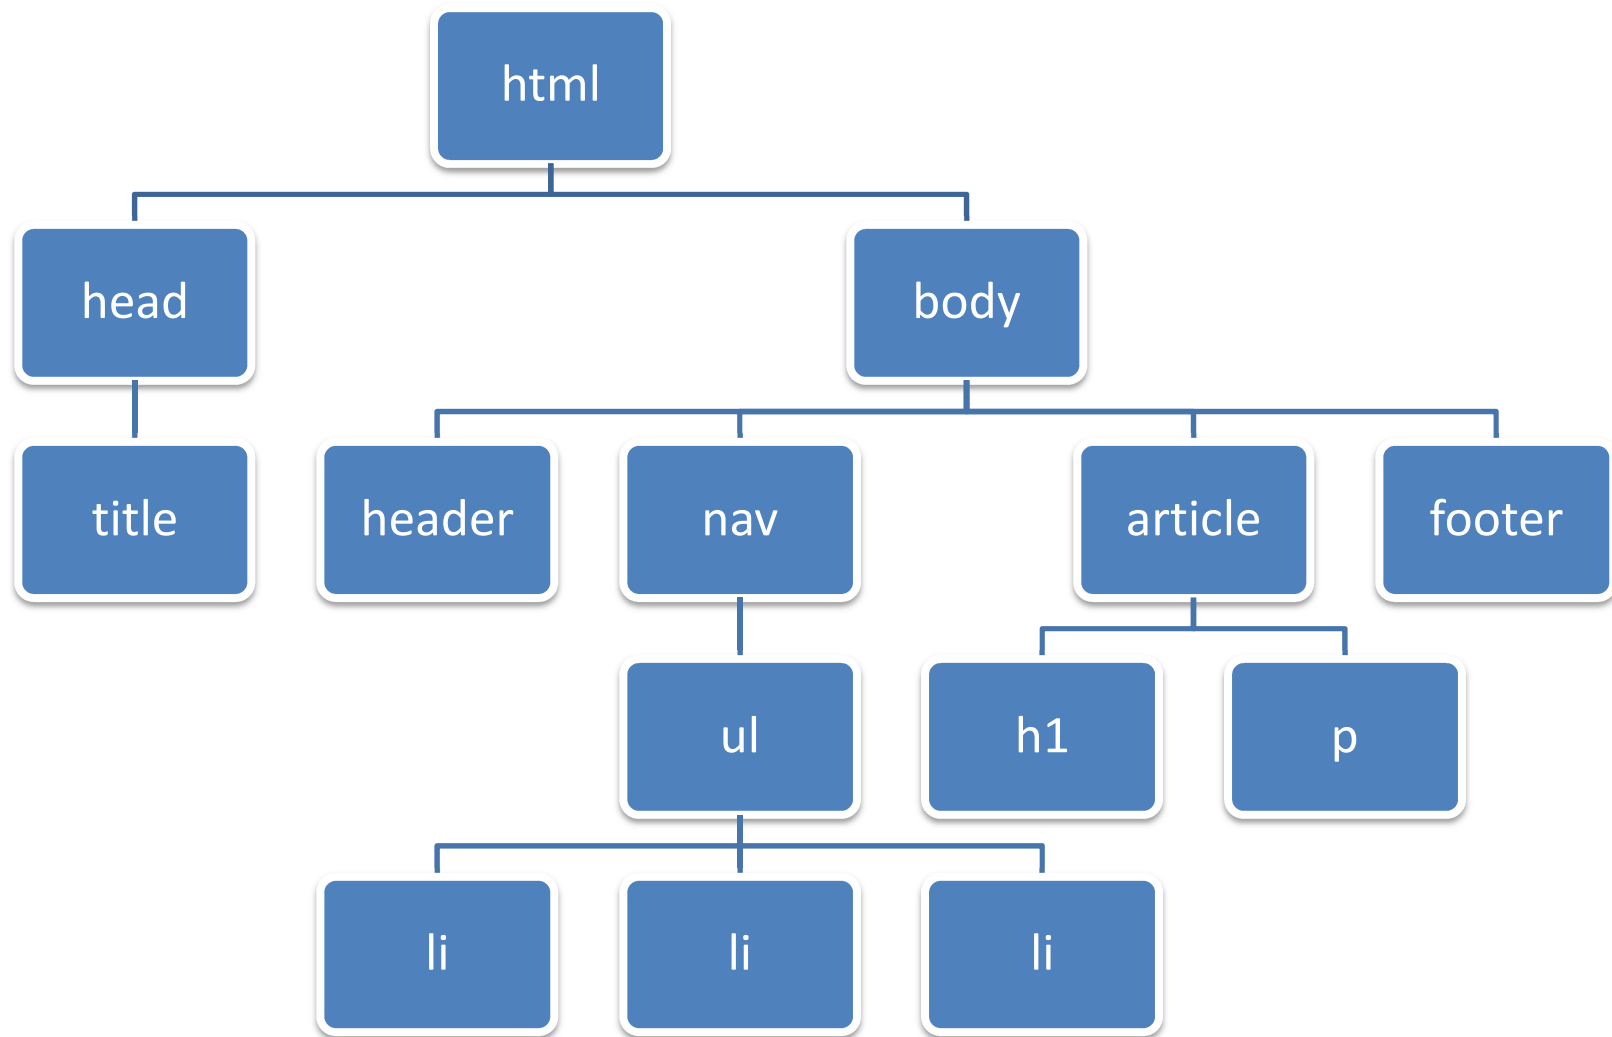 html
head
body
title
header
nav
article
footer
ul
h1
p
li
li
li